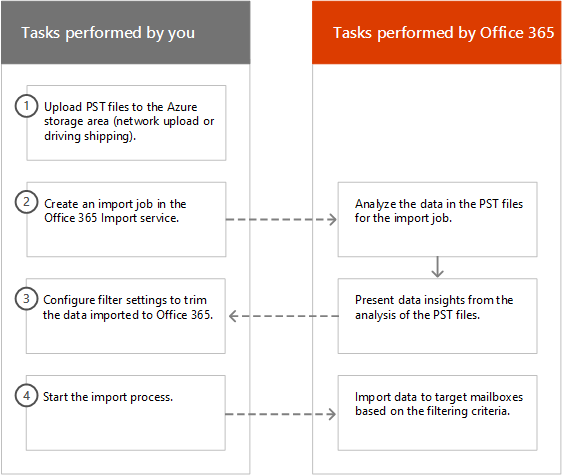 Tasks performed by you
Tasks performed by Office 365
1
Upload PST files to the Azure
storage area (network upload or
driving shipping).
2
Create an import job in the
Office 365 Import service.
Analyze the data in the PST files
for the import job.
3
Configure filter settings to trim
the data imported to Office 365.
Present data insights from the
analysis of the PST files.
4
Start the import process.
Import data to target mailboxes
based on the filtering criteria.